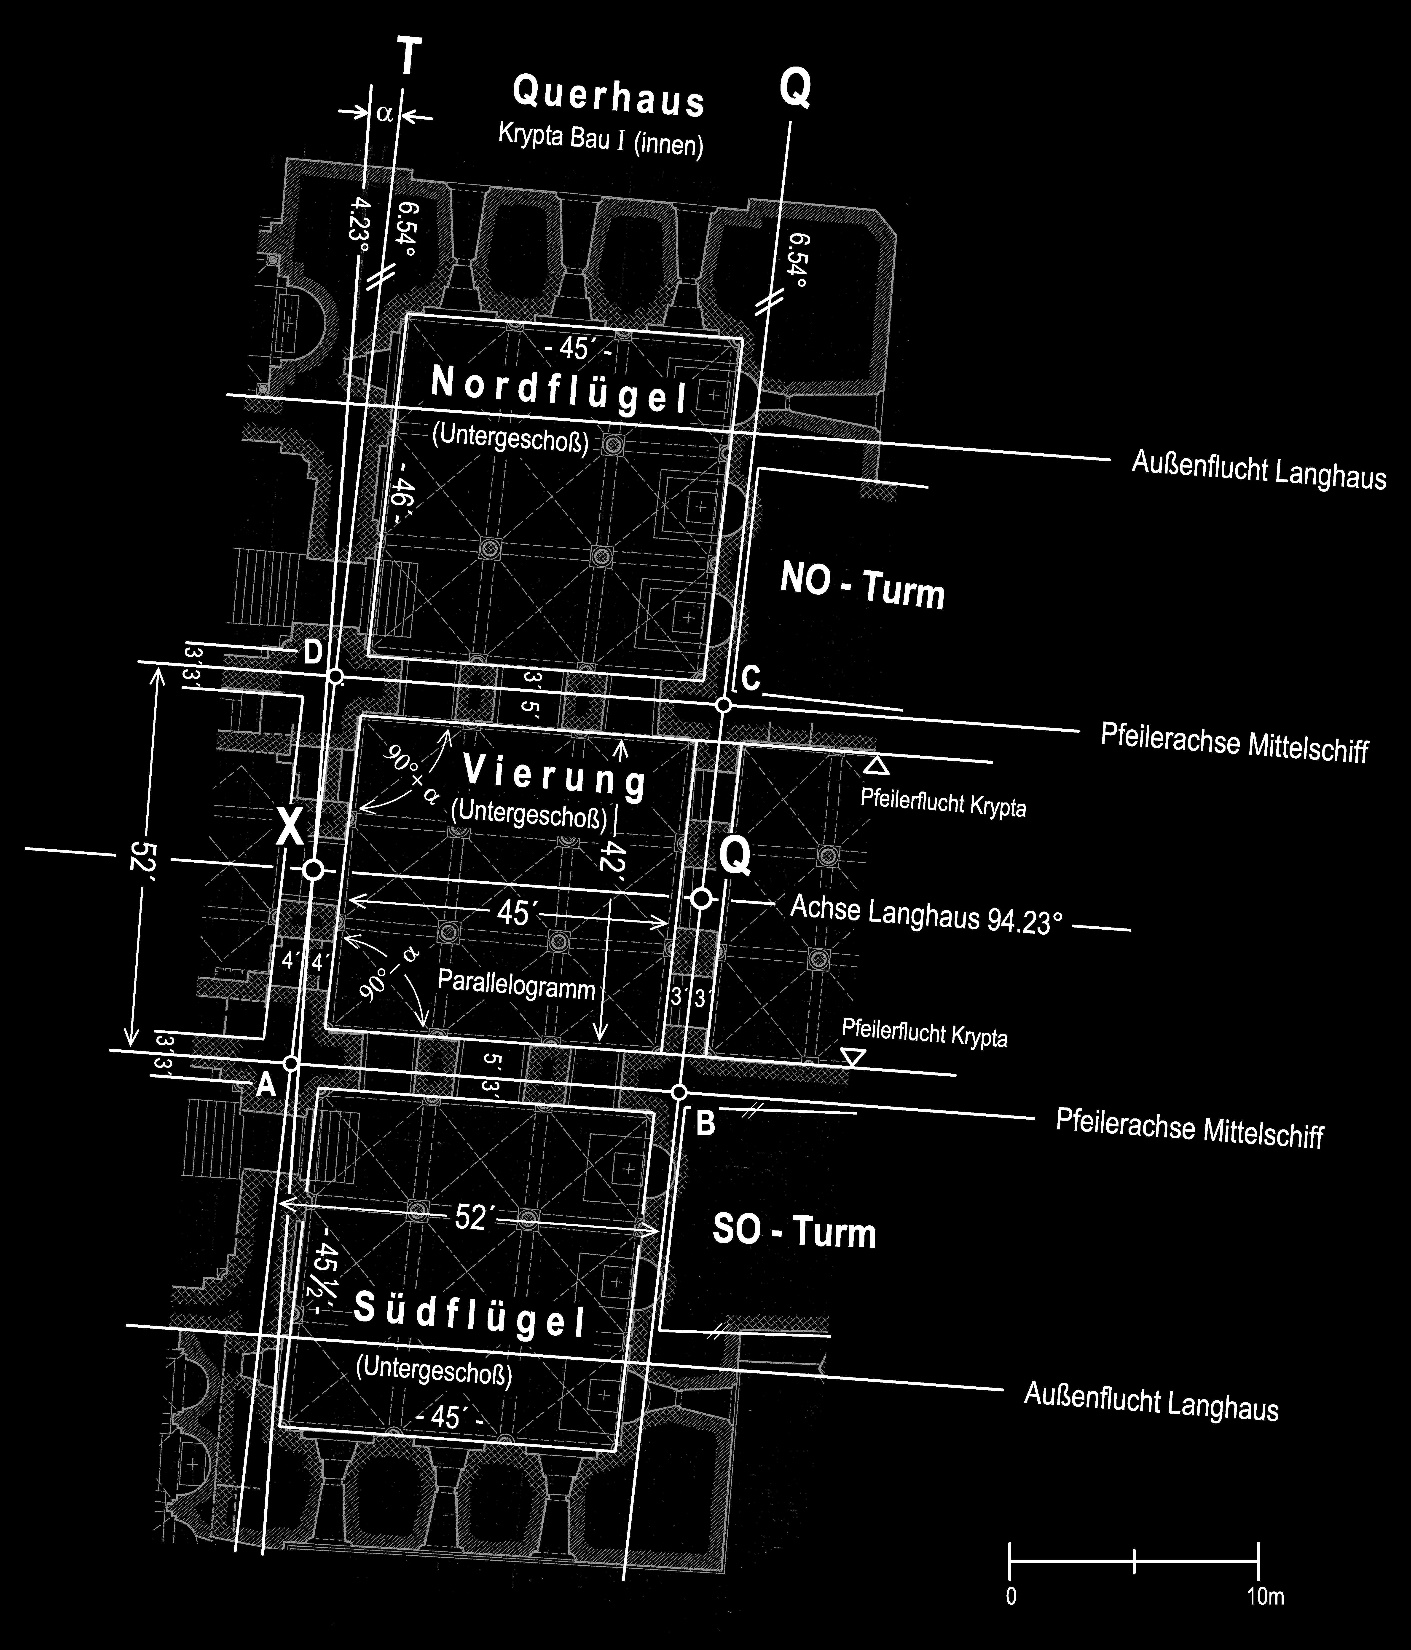 T
Q
Querhaus
Krypta Bau I (innen)
α
4.23°
6.54°
6.54°
- 45´ -
Nordflügel
(Untergeschoß)
- 46´ -
Außenflucht Langhaus
NO - Turm
3´
3´
D
C
3´
5´
Pfeilerachse Mittelschiff
90°+ α
Vierung
(Untergeschoß)
Pfeilerflucht Krypta
X
42´
Q
52´
45´
Achse Langhaus 94.23°
4´
4´
90°– α
Parallelogramm
3´
3´
Pfeilerflucht Krypta
3´
3´
A
5´
3´
B
Pfeilerachse Mittelschiff
52´
SO - Turm
- 45 ½´ -
Südflügel
(Untergeschoß)
- 45´ -
Außenflucht Langhaus
0
10m